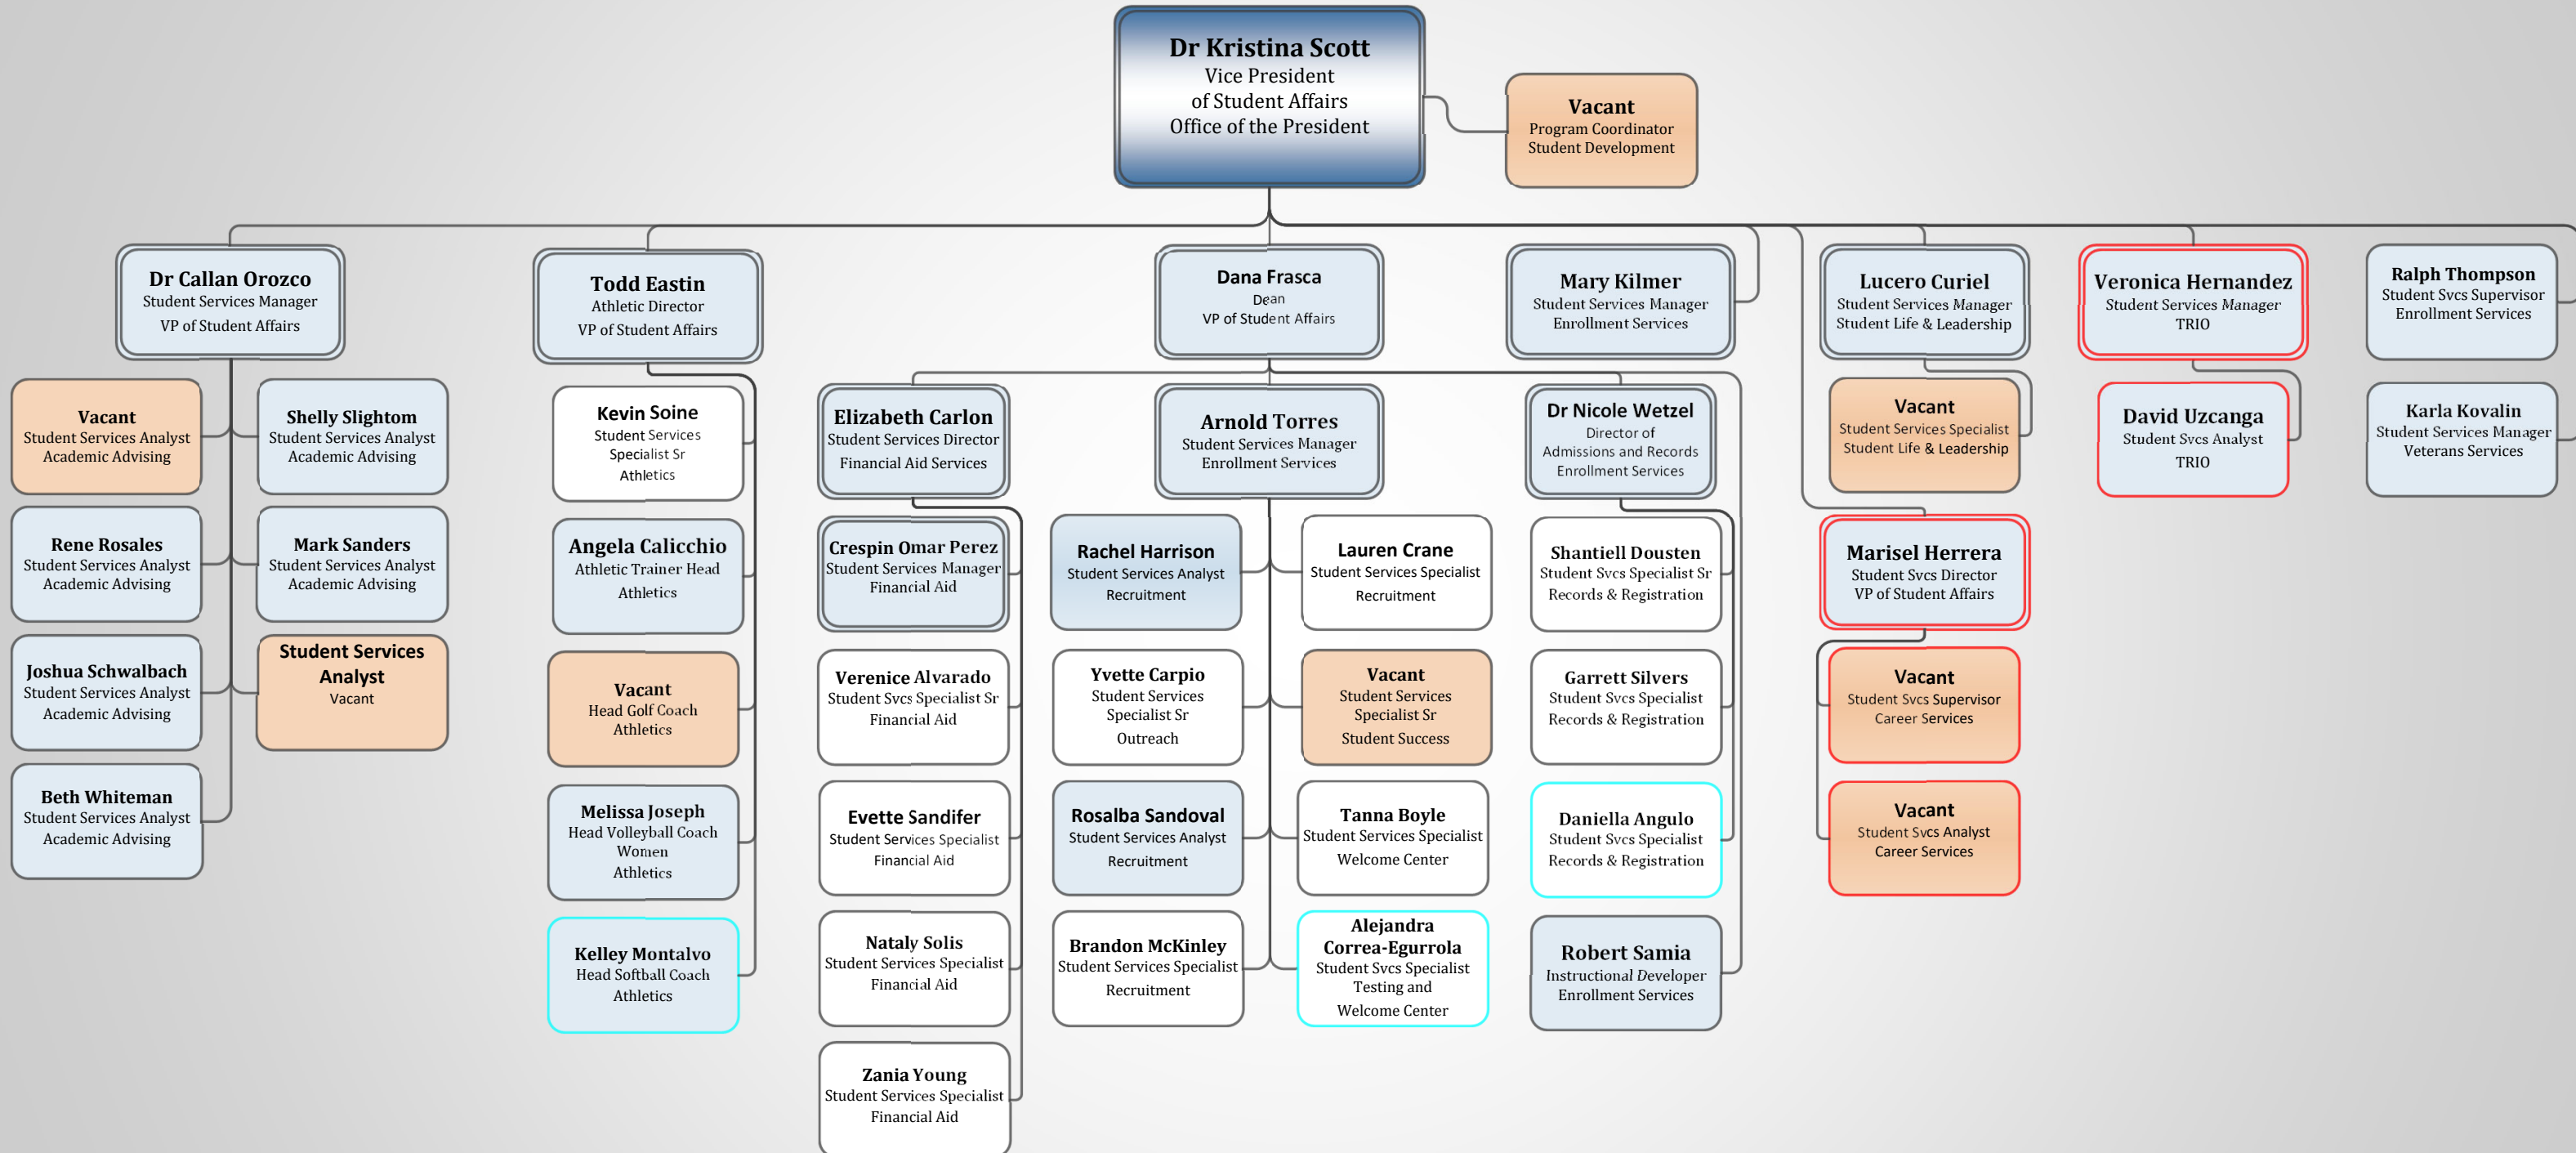 Dr Kristina Scott
Vice President
of Student Affairs
Office of the President
Vacant
Program Coordinator
Student Development
Dr Callan Orozco
Student Services Manager
VP of Student Affairs
Vacant
Student Services Analyst
Academic Advising
Shelly Slightom
Student Services Analyst
Academic Advising
Rene Rosales
Student Services Analyst
Academic Advising
Mark Sanders
Student Services Analyst
Academic Advising
Joshua Schwalbach
Student Services Analyst
Academic Advising
Student Services
Analyst
Vacant
Beth Whiteman
Student Services Analyst
Academic Advising
Todd Eastin
Athletic Director
VP of Student Affairs
Kevin Soine
Student Services
Specialist Sr
Athletics
Angela Calicchio
Athletic Trainer Head
Athletics
Vacant
Head Golf Coach
Athletics
Melissa Joseph
Head Volleyball Coach
Women
Athletics
Kelley Montalvo
Head Softball Coach
Athletics
Dana Frasca
Dean
VP of Student Affairs
Elizabeth Carlon
Student Services Director
Financial Aid Services
Crespin Omar Perez
Student Services Manager
Financial Aid
Verenice Alvarado
Student Svcs Specialist Sr
Financial Aid
Evette Sandifer
Student Services Specialist
Financial Aid
Nataly Solis
Student Services Specialist
Financial Aid
Zania Young
Student Services Specialist
Financial Aid
Arnold Torres
Student Services Manager
Enrollment Services
Rachel Harrison
Student Services Analyst
Recruitment
Lauren Crane
Student Services Specialist
Recruitment
Yvette Carpio
Student Services
Specialist Sr
Outreach
Vacant
Student Services
Specialist Sr
Student Success
Rosalba Sandoval
Student Services Analyst
Recruitment
Tanna Boyle
Student Services Specialist
Welcome Center
Brandon McKinley
Student Services Specialist
Recruitment
Alejandra
Correa-Egurrola
Student Svcs Specialist
Testing and
Welcome Center
Dr Nicole Wetzel
Director of
Admissions and Records
Enrollment Services
Shantiell Dousten
Student Svcs Specialist Sr
Records & Registration
Garrett Silvers
Student Svcs Specialist
Records & Registration
Daniella Angulo
Student Svcs Specialist
Records & Registration
Robert Samia
Instructional Developer
Enrollment Services
Mary Kilmer
Student Services Manager
Enrollment Services
Lucero Curiel
Student Services Manager
Student Life & Leadership
Vacant
Student Services Specialist
Student Life & Leadership
Marisel Herrera
Student Svcs Director
VP of Student Affairs
Vacant
Student Svcs Supervisor
Career Services
Vacant
Student Svcs Analyst
Career Services
Veronica Hernandez
Student Services Manager
TRIO
David Uzcanga
Student Svcs Analyst
TRIO
Ralph Thompson
Student Svcs Supervisor
Enrollment Services
Karla Kovalin
Student Services Manager
Veterans Services